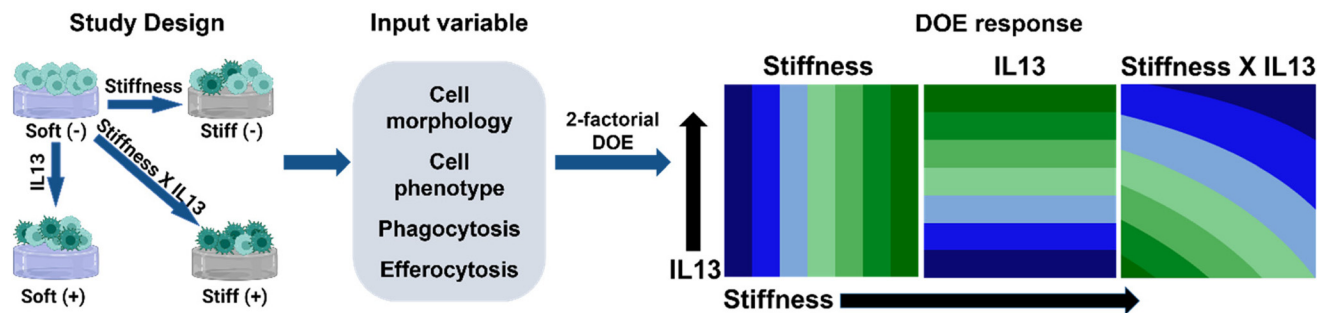 Study Design
Input variable
DOE response
Stiffness
Soft (-)
Stiff (-)
IL13
Stiffness X IL13
Soft (+)
Stiff (+)
Cell
morphology
Cell
phenotype
Phagocytosis
Efferocytosis
2-factorial
DOE
Stiffness
IL13
Stiffness X IL13
IL13
Stiffness